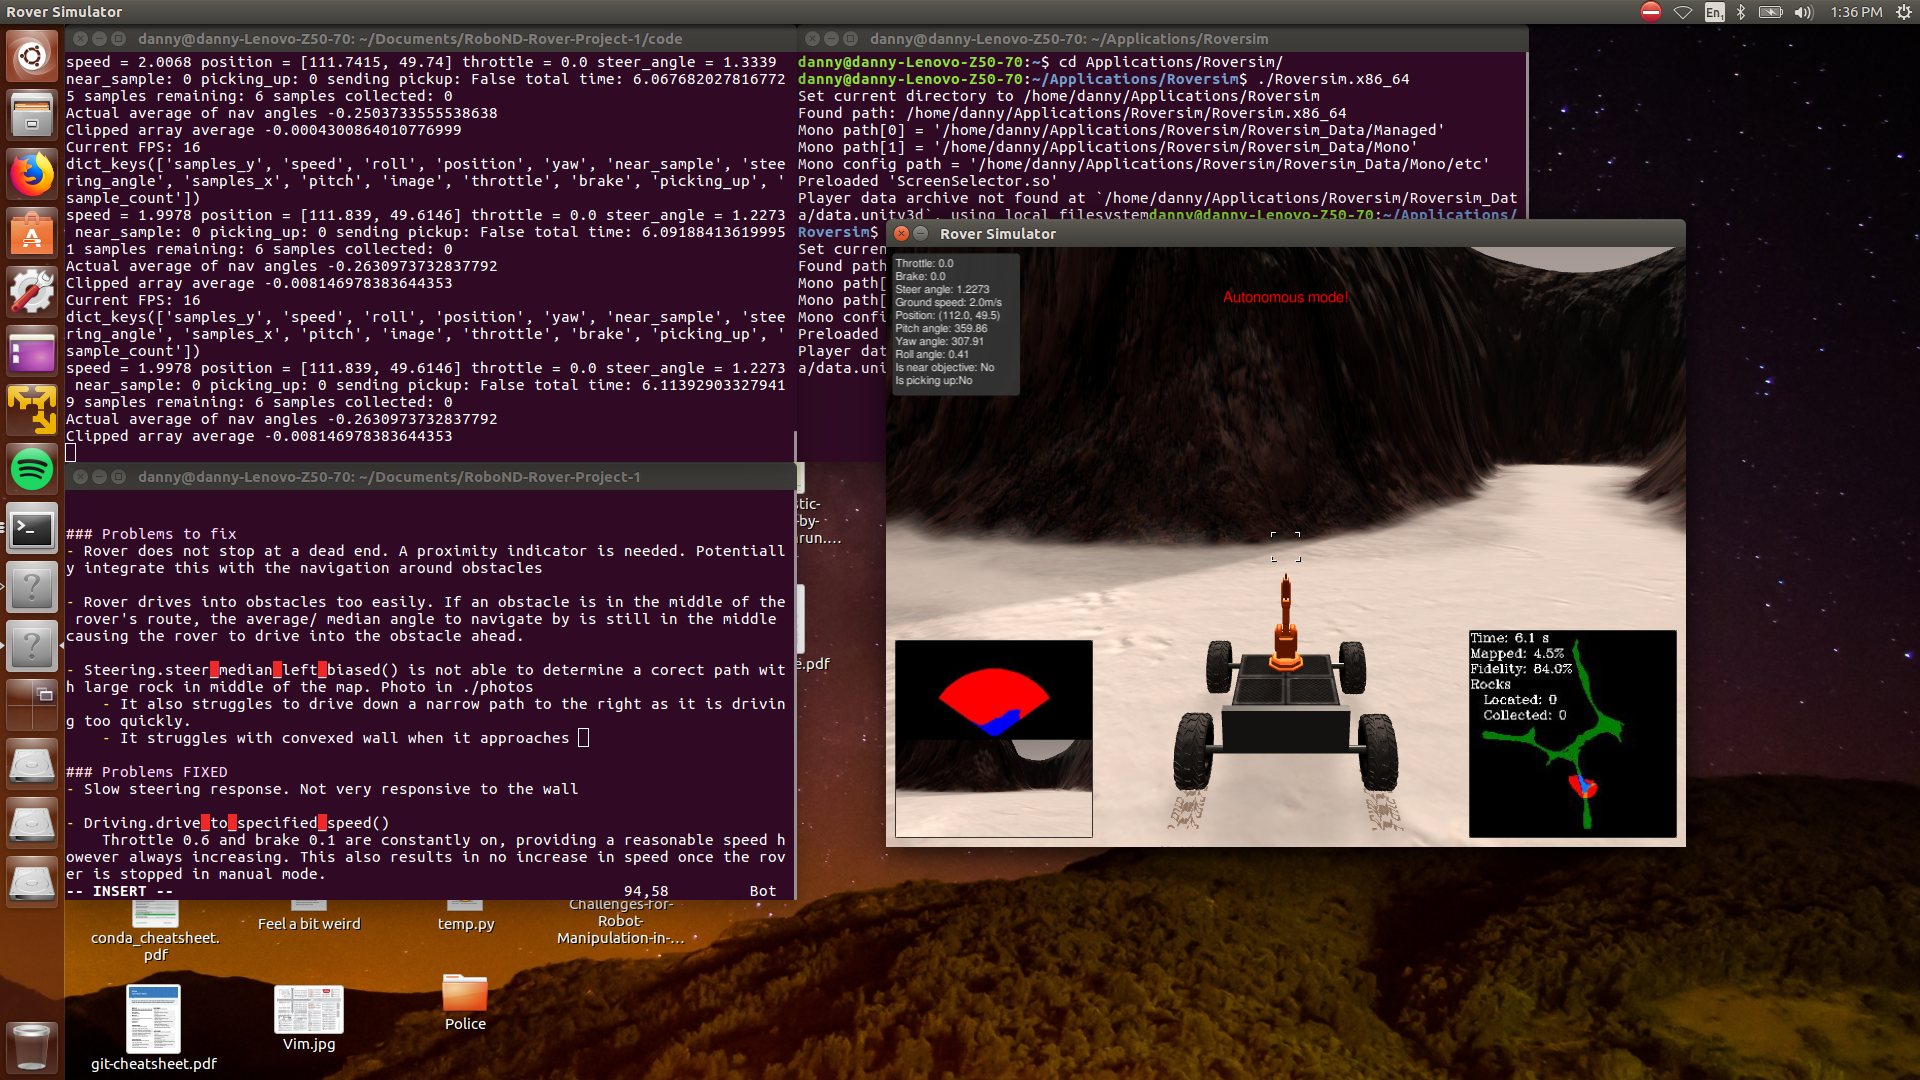 Rover Simulator
En1
1:36 PM
danny@danny-Lenovo-Z50-70: ~/Documents/RoboND-Rover-Project-1/code
speed = 2.0068 position = [111.7415, 49.74] throttle = 0.0 steer_angle = 1.3339
near_sample: 0 picking_up: 0 sending pickup: False total time: 6.067682027816772
5 samples remaining: 6 samples collected: 0
Actual average of nav angles -0.25037335555538638
Clipped array average -0.0004300864010776999
Current FPS: 16
dict_keys(['samples_y', 'speed', 'roll', 'position', 'yaw', 'near_sample', 'stee
ring_angle', 'samples_x', 'pitch', 'image', 'throttle', 'brake', 'picking_up', '
sample_count'])
speed = 1.9978 position = [111.839, 49.6146] throttle = 0.0 steer_angle = 1.2273
near_sample: 0 picking_up: 0 sending pickup: False total time: 6.09188413619995
1 samples remaining: 6 samples collected: 0
Actual average of nav angles -0.2630973732837792
Clipped array average -0.008146978383644353
Current FPS: 16
dict_keys(['samples_y', 'speed', 'roll', 'position', 'yaw', 'near_sample', 'stee
ring_angle', 'samples_x', 'pitch', 'image', 'throttle', 'brake', 'picking_up', '
sample_count'])
speed = 1.9978 position = [111.839, 49.6146] throttle = 0.0 steer_angle = 1.2273
near_sample: 0 picking_up: 0 sending pickup: False total time: 6.11392903327941
9 samples remaining: 6 samples collected: 0
Actual average of nav angles -0.2630973732837792
Clipped array average -0.008146978383644353
danny@danny-Lenovo-Z50-70: ~/Applications/Roversim
danny@danny-Lenovo-Z50-70:~$ cd Applications/Roversim/
danny@danny-Lenovo-Z50-70:~/Applications/Roversim$ ./Roversim.x86_64
Set current directory to /home/danny/Applications/Roversim
Found path: /home/danny/Applications/Roversim/Roversim.x86_64
Mono path[0] = '/home/danny/Applications/Roversim/Roversim_Data/Managed'
Mono path[1] = '/home/danny/Applications/Roversim/Roversim_Data/Mono'
Mono config path = '/home/danny/Applications/Roversim/Roversim_Data/Mono/etc'
Preloaded 'ScreenSelector.so'
Player data archive not found at `/home/danny/Applications/Roversim/Roversim_Dat
a/data.unity3d`, using local filesystemdanny@danny-Lenovo-Z50-70:~/Applications/
Roversim$
Set curren
Found path
Mono path[
Mono path[
Mono confi
Preloaded
Player dat
a/data.uni
Rover Simulator
Throttle: 0.0
Brake: 0.0
Steer angle: 1.2273
Ground speed: 2.0m/s
Position: (112.0, 49.5)
Pitch angle: 359.86
Yaw angle: 307.91
Roll angle: 0.41
Is near objective: No
Is picking up:No
Autonomous mode!
Time: 6.1 s
Mapped: 4.5%
Fidelity: 84.0%
Rocks
Located: 0
Collected: 0
danny@danny-Lenovo-Z50-70: ~/Documents/RoboND-Rover-Project-1
### Problems to fix
- Rover does not stop at a dead end. A proximity indicator is needed. Potentiall
y integrate this with the navigation around obstacles
- Rover drives into obstacles too easily. If an obstacle is in the middle of the
rover's route, the average/ median angle to navigate by is still in the middle
causing the rover to drive into the obstacle ahead.
- Steering.steer_median_left_biased() is not able to determine a corect path wit
h large rock in middle of the map. Photo in ./photos
- It also struggles to drive down a narrow path to the right as it is drivin
g too quickly.
- It struggles with convexed wall when it approaches
### Problems FIXED
- Slow steering response. Not very responsive to the wall
- Driving.drive_to_specified_speed()
Throttle 0.6 and brake 0.1 are constantly on, providing a reasonable speed h
owever always increasing. This also results in no increase in speed once the rov
er is stopped in manual mode.
-- INSERT --
94,58
Bot
tic-
by-
run....
e.pdf
conda_cheatsheet.
pdf
Feel a bit weird
temp.py
Challenges-for-
Robot-
Manipulation-in-...
git-cheatsheet.pdf
Vim.jpg
Police